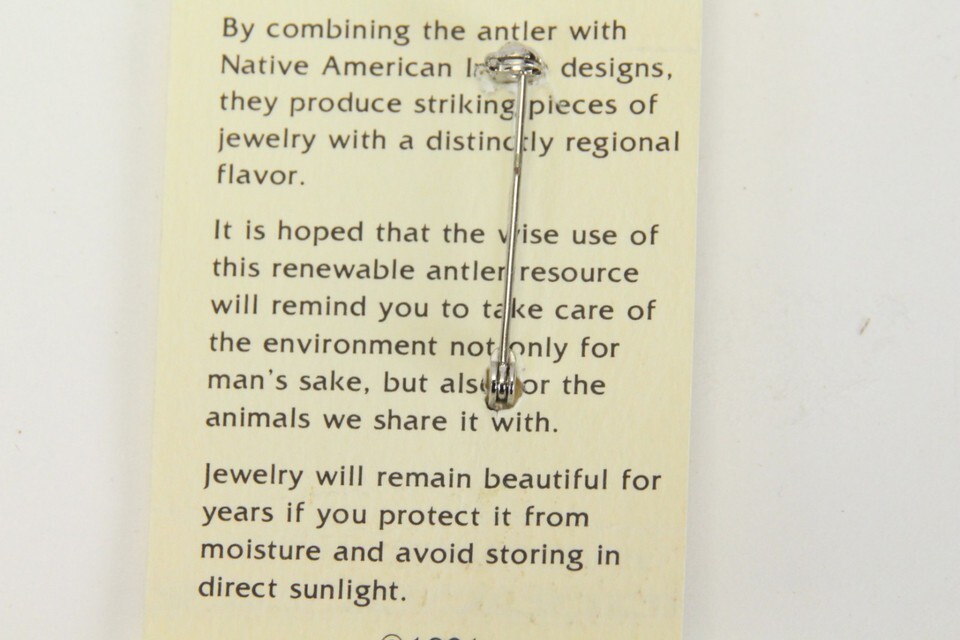 By combining the antler with
Native American designs,
they produce striking pieces of
jewelry with a distinctly regional
flavor.
It is hoped that the wise use of
this renewable antler resource
will remind you to take care of
the environment not only for
man's sake, but also for the
animals we share it with.
Jewelry will remain beautiful for
years if you protect it from
moisture and avoid storing in
direct sunlight.